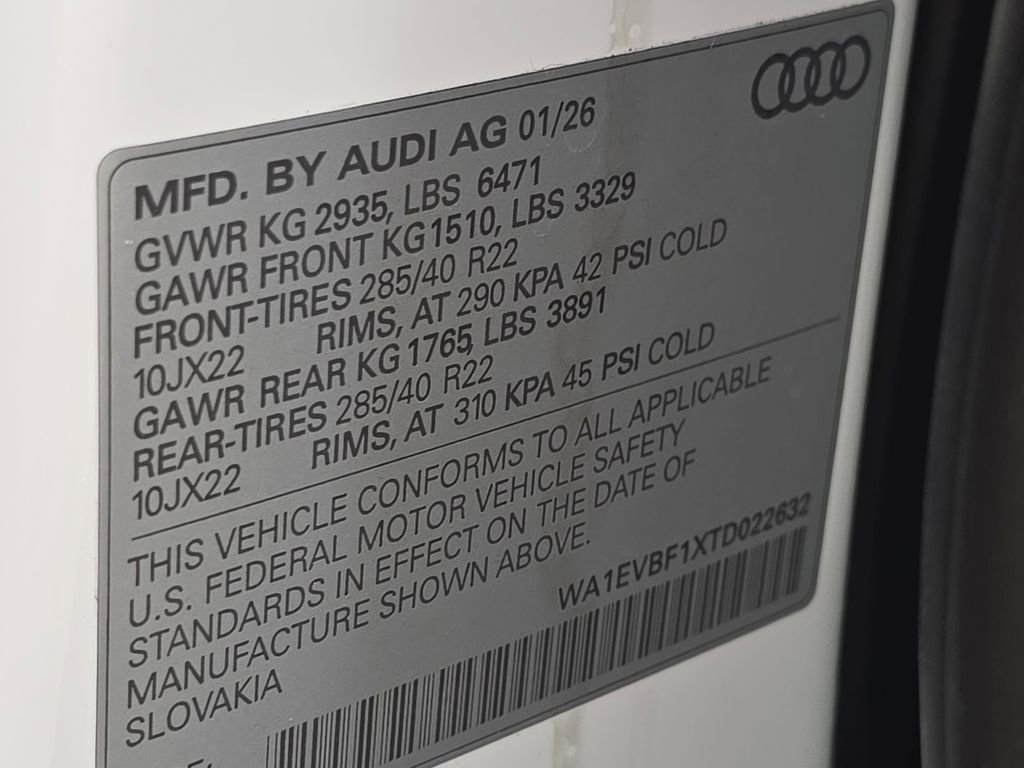 MFD. BY AUDI AG 01/26
GVWR KG 2935, LBS 6471
GAWR FRONT KG 1510, LBS 3329
FRONT-TIRES 285/40 R22
10JX22 RIMS, AT 290 KPA 42 PSI COLD
GAWR REAR KG 1765, LBS 3891
REAR-TIRES 285/40 R22
10JX22 RIMS, AT 310 KPA 45 PSI COLD
THIS VEHICLE CONFORMS TO ALL APPLICABLE
U.S. FEDERAL MOTOR VEHICLE SAFETY
STANDARDS IN EFFECT ON THE DATE OF
MANUFACTURE SHOWN ABOVE.
WA1EVBF1XTD022632
SLOVAKIA